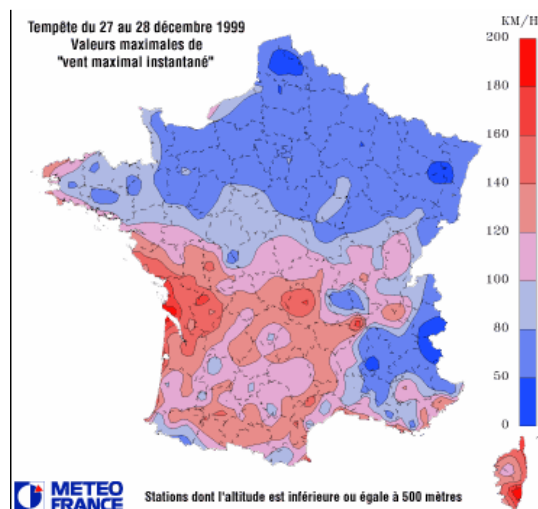 Tempête du 27 au 28 décembre 1999
Valeurs maximales de
"vent maximal instantané"
KM/H
200
180
160
140
120
100
80
50
0
METEO
FRANCE
Stations dont l'altitude est inférieure ou égale à 500 mètres